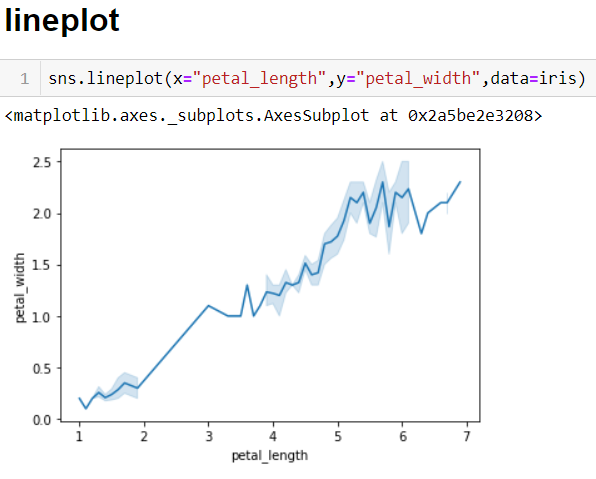 lineplot
1 sns.lineplot(x="petal_length",y="petal_width",data=iris)
<matplotlib.axes._subplots.AxesSubplot at 0x2a5be2e3208>
2.5
2.0
1.5
1.0
0.5
0.0
petal_width
1 2 3 4 5 6 7
petal_length